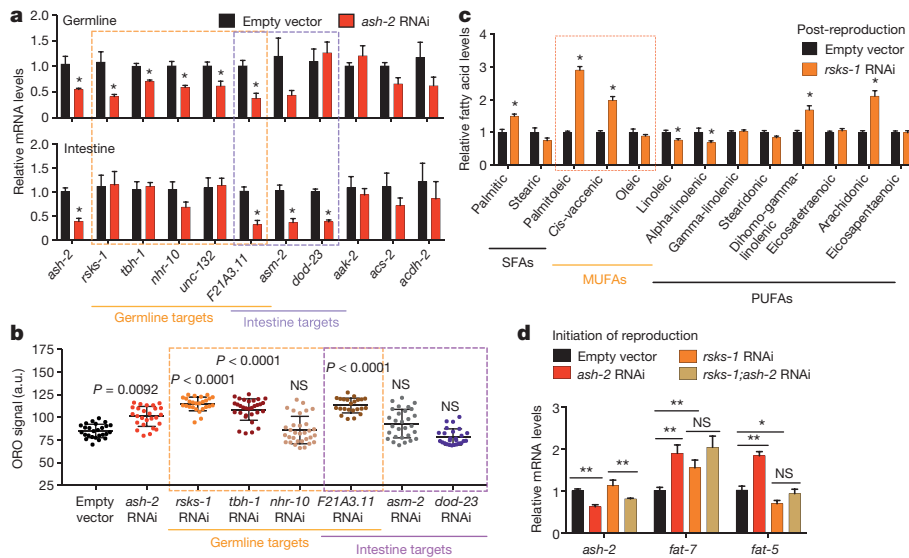 a
Germline
Empty vector
ash-2 RNAi
Relative mRNA levels
2.0
1.5
1.0
0.5
0
* * * * * *
Intestine
2.0
1.5
1.0
0.5
0
* * * *
ash-2
rsks-1
tbh-1
nhr-10
unc-132
F21A3.11
asm-2
dod-23
aak-2
acs-2
acdh-2
Germline targets
Intestine targets
b
ORO signal (a.u.)
175
150
125
100
75
50
25
P = 0.0092
P < 0.0001
P < 0.0001
NS
P < 0.0001
NS
NS
Empty vector
ash-2 RNAi
rsks-1 RNAi
tbh-1 RNAi
nhr-10 RNAi
F21A3.11 RNAi
asm-2 RNAi
dod-23 RNAi
Germline targets
Intestine targets
c
Post-reproduction
Empty vector
rsks-1 RNAi
Relative fatty acid levels
4
3
2
1
0
* * * * * * *
Palmitic
Stearic
Palmitoleic
Cis-vaccenic
Oleic
Linoleic
Alpha-linolenic
Gamma-linolenic
Stearidonic
Dihomo-gamma-
linolenic
Eicosatetraenoic
Arachidonic
Eicosapentaenoic
SFAs
MUFAs
PUFAs
d
Initiation of reproduction
Empty vector
ash-2 RNAi
rsks-1 RNAi
rsks-1;ash-2 RNAi
Relative mRNA levels
4
3
2
1
0
** **
** ** NS
* ** NS
ash-2
fat-7
fat-5